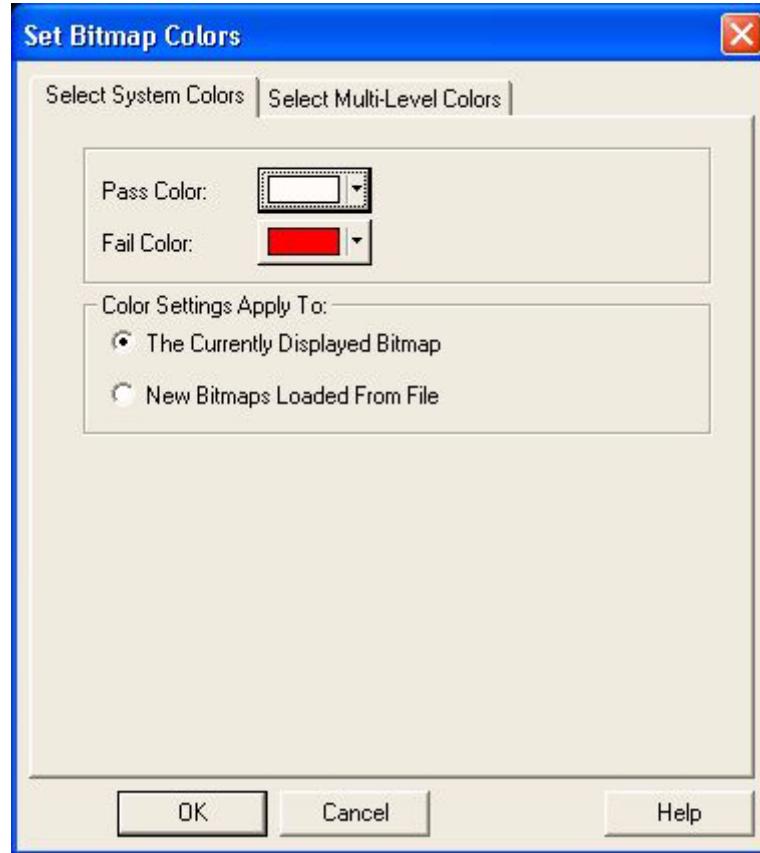 Set Bitmap Colors
Select System Colors
Select Multi-Level Colors
Pass Color:
Fail Color:
Color Settings Apply To:
The Currently Displayed Bitmap
New Bitmaps Loaded From File
OK
Cancel
Help